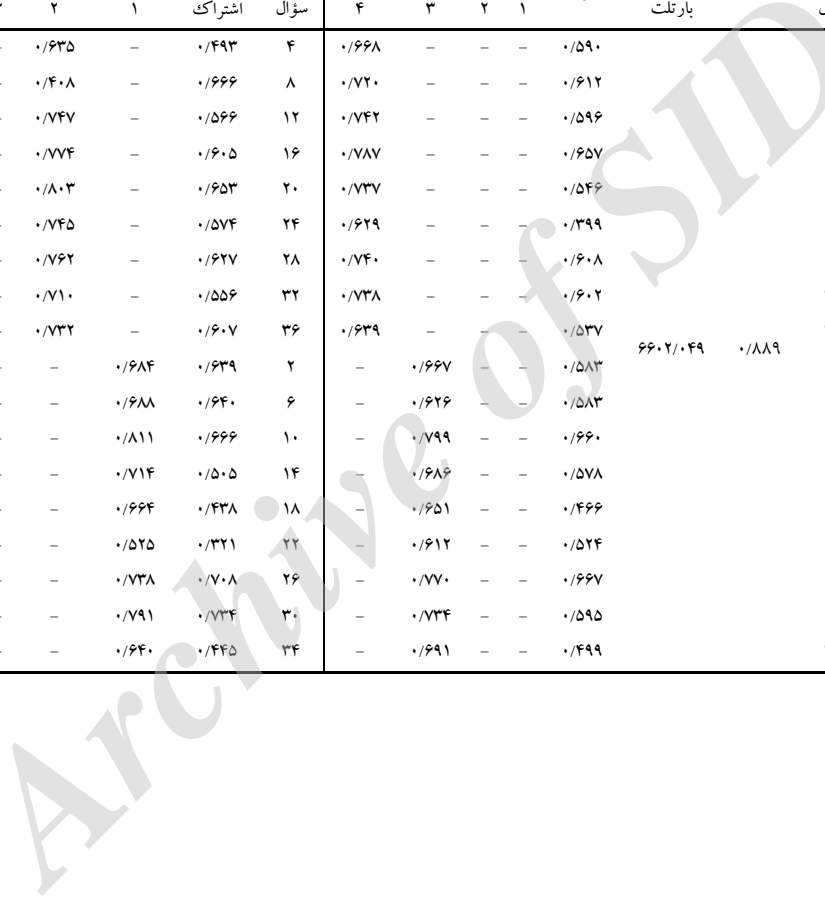 بارتلت ۱ ۲ ۳ ۴ سؤال اشتراك ۱ ۲
۰/۵۹۰ – – – ۰/۶۶۸ ۴ ۰/۴۹۳ – ۰/۶۳۵
۰/۶۱۲ – – – ۰/۷۲۰ ۸ ۰/۶۶۶ – ۰/۴۰۸
۰/۵۹۶ – – – ۰/۷۴۲ ۱۲ ۰/۵۶۶ – ۰/۷۴۷
۰/۶۵۷ – – – ۰/۷۸۷ ۱۶ ۰/۶۰۵ – ۰/۷۷۴
۰/۵۴۶ – – – ۰/۷۳۷ ۲۰ ۰/۶۵۳ – ۰/۸۰۳
۰/۳۹۹ – – – ۰/۶۲۹ ۲۴ ۰/۵۷۴ – ۰/۷۴۵
۰/۶۰۸ – – – ۰/۷۴۰ ۲۸ ۰/۶۲۷ – ۰/۷۶۲
۰/۶۰۲ – – – ۰/۷۳۸ ۳۲ ۰/۵۵۶ – ۰/۷۱۰
۰/۵۳۷ – – – ۰/۶۳۹ ۳۶ ۰/۶۰۷ – ۰/۷۳۲
۰/۸۸۹ ۶۶۰۲/۰۴۹
۰/۵۸۳ – – ۰/۶۶۷ – ۲ ۰/۶۳۹ ۰/۶۸۴ –
۰/۵۸۳ – – ۰/۶۲۶ – ۶ ۰/۶۴۰ ۰/۶۸۸ –
۰/۶۶۰ – – ۰/۷۹۹ – ۱۰ ۰/۶۶۶ ۰/۸۱۱ –
۰/۵۷۸ – – ۰/۶۸۶ – ۱۴ ۰/۵۰۵ ۰/۷۱۴ –
۰/۴۶۶ – – ۰/۶۵۱ – ۱۸ ۰/۴۳۸ ۰/۶۶۴ –
۰/۵۲۴ – – ۰/۶۱۲ – ۲۲ ۰/۳۲۱ ۰/۵۲۵ –
۰/۶۶۷ – – ۰/۷۷۰ – ۲۶ ۰/۷۰۸ ۰/۷۳۸ –
۰/۵۹۵ – – ۰/۷۳۴ – ۳۰ ۰/۷۳۴ ۰/۷۹۱ –
۰/۴۹۹ – – ۰/۶۹۱ – ۳۴ ۰/۴۴۵ ۰/۶۴۰ –
Archive of SID